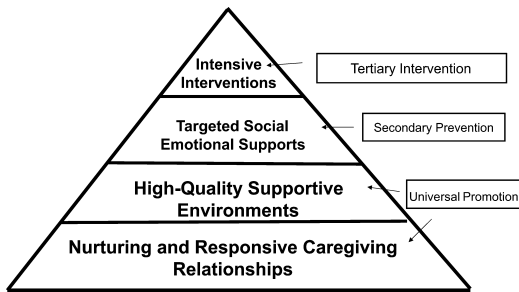 Intensive
Interventions
Tertiary Intervention
Targeted Social
Emotional Supports
Secondary Prevention
High-Quality Supportive
Environments
Universal Promotion
Nurturing and Responsive Caregiving
Relationships